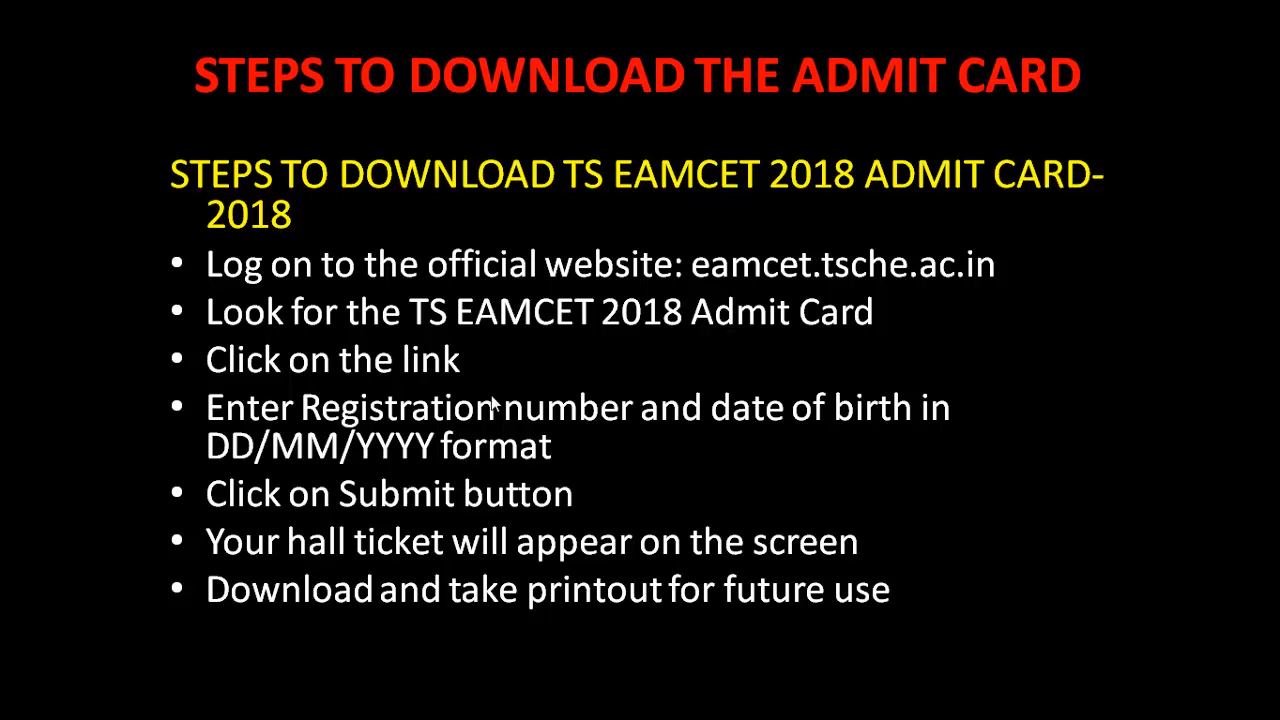 STEPS TO DOWNLOAD THE ADMIT CARD
STEPS TO DOWNLOAD TS EAMCET 2018 ADMIT CARD-
2018
• Log on to the official website: eamcet.tsche.ac.in
• Look for the TS EAMCET 2018 Admit Card
• Click on the link
• Enter Registration number and date of birth in
DD/MM/YYYY format
• Click on Submit button
• Your hall ticket will appear on the screen
• Download and take printout for future use